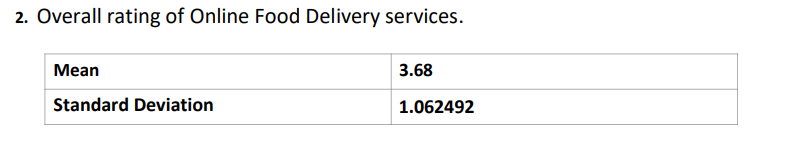 2. Overall rating of Online Food Delivery services.
Mean 3.68
Standard Deviation 1.062492